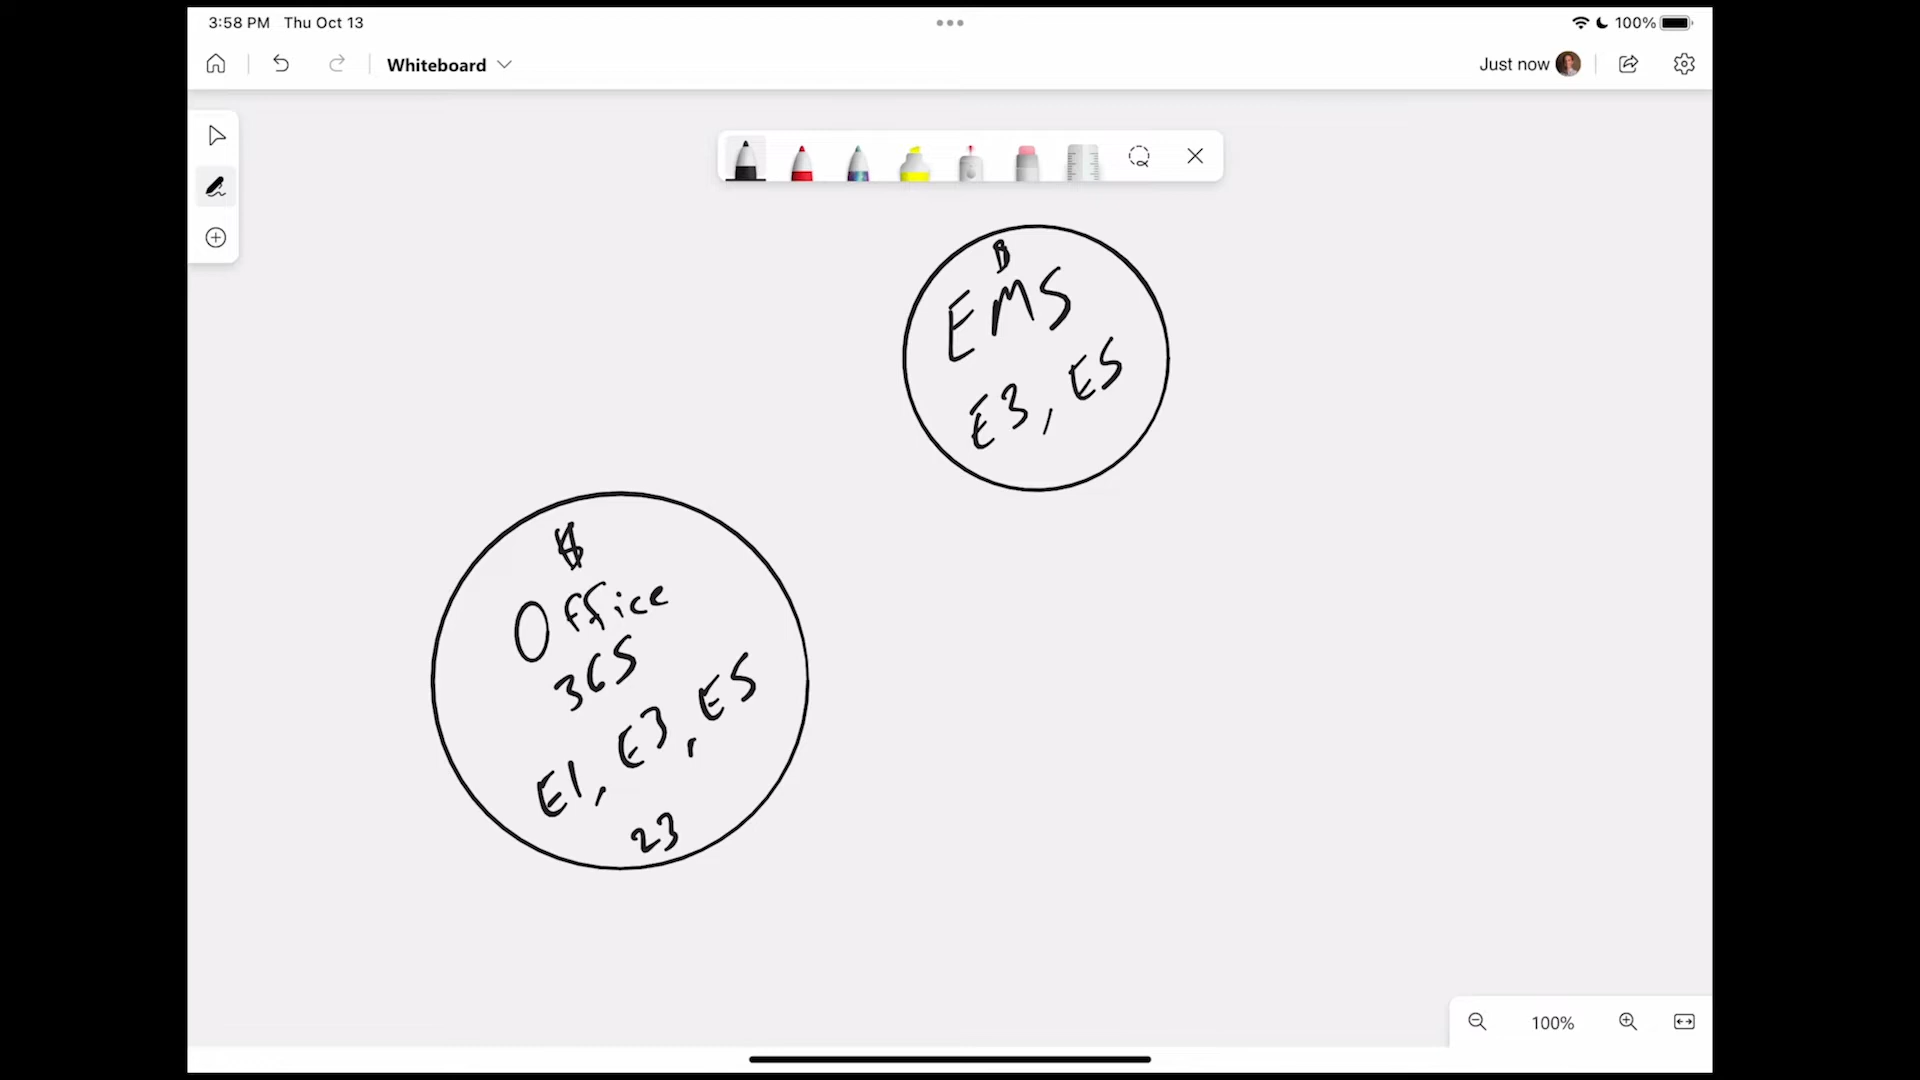 3:58 PM Thu Oct 13
100%
Whiteboard
Just now
EMS
E3, E5
$
Office
365
E1, E3, E5
23
100%